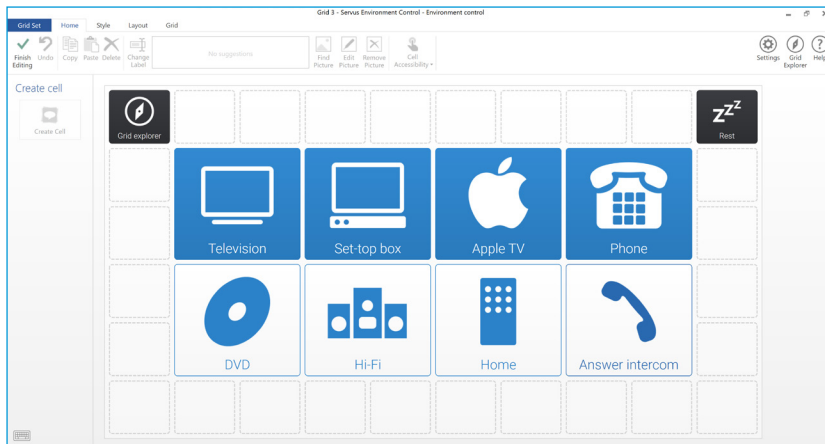 Grid 3 - Servus Environment Control - Environment control
Grid Set Home Style Layout Grid
Finish Editing
Undo
Copy
Paste
Delete
Change Label
No suggestions
Find Picture
Edit Picture
Remove Picture
Cell Accessibility
Settings
Grid Explorer
Help
Create cell
Create Cell
Grid explorer
zzz
Rest
Television
Set-top box
Apple TV
Phone
DVD
Hi-Fi
Home
Answer intercom